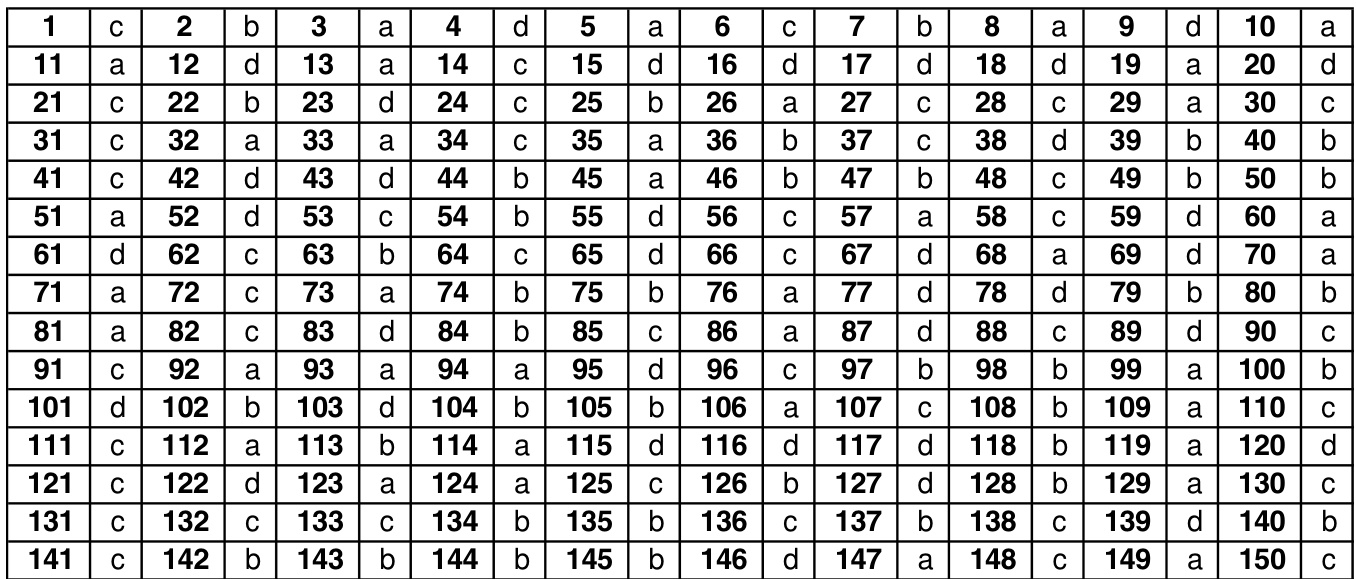 1 c 2 b 3 a 4 d 5 a 6 c 7 b 8 a 9 d 10 a
11 a 12 d 13 a 14 c 15 d 16 d 17 d 18 d 19 a 20 d
21 c 22 b 23 d 24 c 25 b 26 a 27 c 28 c 29 a 30 c
31 c 32 a 33 a 34 c 35 a 36 b 37 c 38 d 39 b 40 b
41 c 42 d 43 d 44 b 45 a 46 b 47 b 48 c 49 b 50 b
51 a 52 d 53 c 54 b 55 d 56 c 57 a 58 c 59 d 60 a
61 d 62 c 63 b 64 c 65 d 66 c 67 d 68 a 69 d 70 a
71 a 72 c 73 a 74 b 75 b 76 a 77 d 78 d 79 b 80 b
81 a 82 c 83 d 84 b 85 c 86 a 87 d 88 c 89 d 90 c
91 c 92 a 93 a 94 a 95 d 96 c 97 b 98 b 99 a 100 b
101 d 102 b 103 d 104 b 105 b 106 a 107 c 108 b 109 a 110 c
111 c 112 a 113 b 114 a 115 d 116 d 117 d 118 b 119 a 120 d
121 c 122 d 123 a 124 a 125 c 126 b 127 d 128 b 129 a 130 c
131 c 132 c 133 c 134 b 135 b 136 c 137 b 138 c 139 d 140 b
141 c 142 b 143 b 144 b 145 b 146 d 147 a 148 c 149 a 150 c